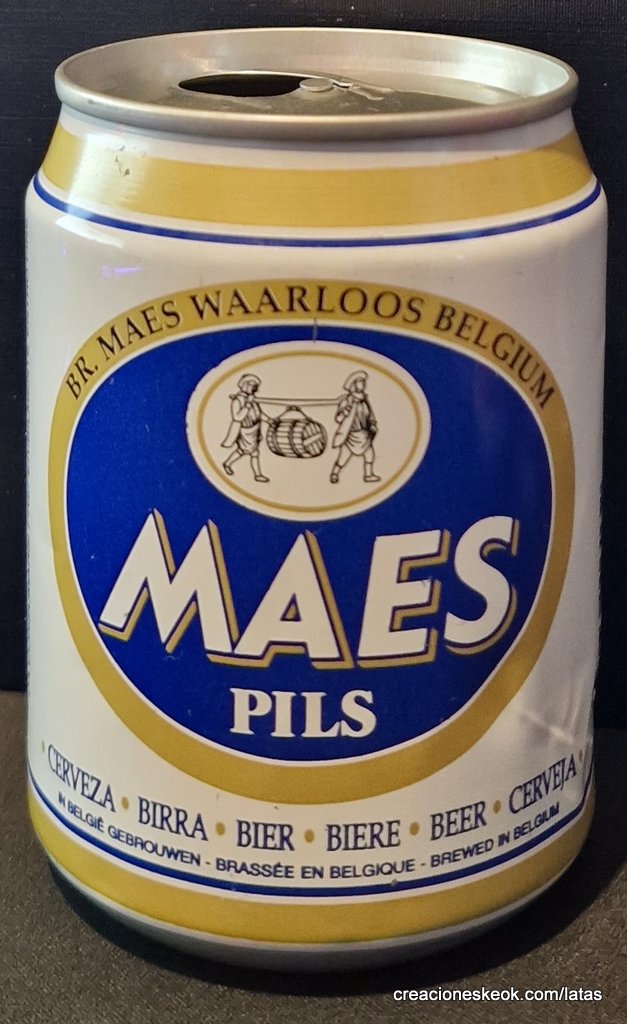 BR. MAES WAARLOOS BELGIUM
MAES
PILS
· CERVEZA · BIRRA · BIER · BIERE · BEER · CERVEJA ·
IN BELGIË GEBROUWEN - BRASSÉE EN BELGIQUE - BREWED IN BELGIUM
creacioneskeok.com/latas